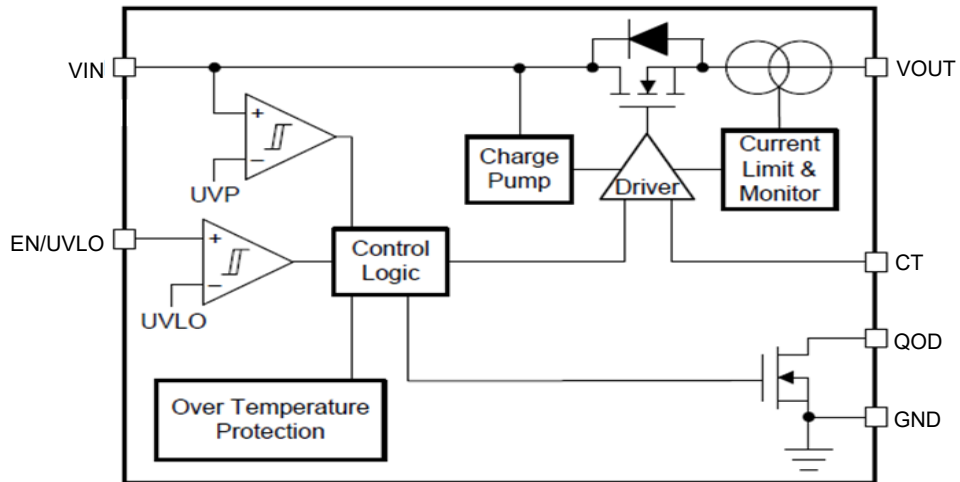 VIN
VOUT
+
−
UVP
Charge
Pump
Driver
Current
Limit &
Monitor
EN/UVLO
+
−
UVLO
Control
Logic
CT
Over Temperature
Protection
QOD
GND